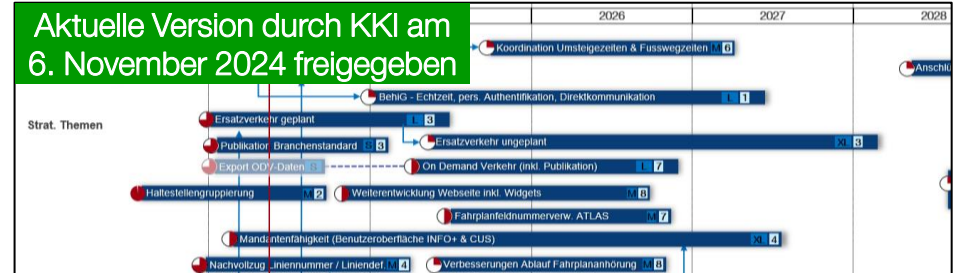 Aktuelle Version durch KKI am
6. November 2024 freigegeben
2026 2027 2028
Koordination Umsteigezeiten & Fusswegzeiten M 6
Anschlü
BehiG - Echtzeit, pers. Authentifikation, Direktkommunikation L 1
Strat. Themen
Ersatzverkehr geplant L 3
Publikation Branchenstandard S 3
Ersatzverkehr ungeplant XL 3
Export ODV-Daten S
On Demand Verkehr (inkl. Publikation) L 7
Haltestellengruppierung M 2
Weiterentwicklung Webseite inkl. Widgets M 8
Fahrplanfeldnummerverw. ATLAS M 7
Mandantenfähigkeit (Benutzeroberfläche INFO+ & CUS) XL 4
Nachvollzug Liniennummer / Liniendef. M 4
Verbesserungen Ablauf Fahrplananhörung M 8